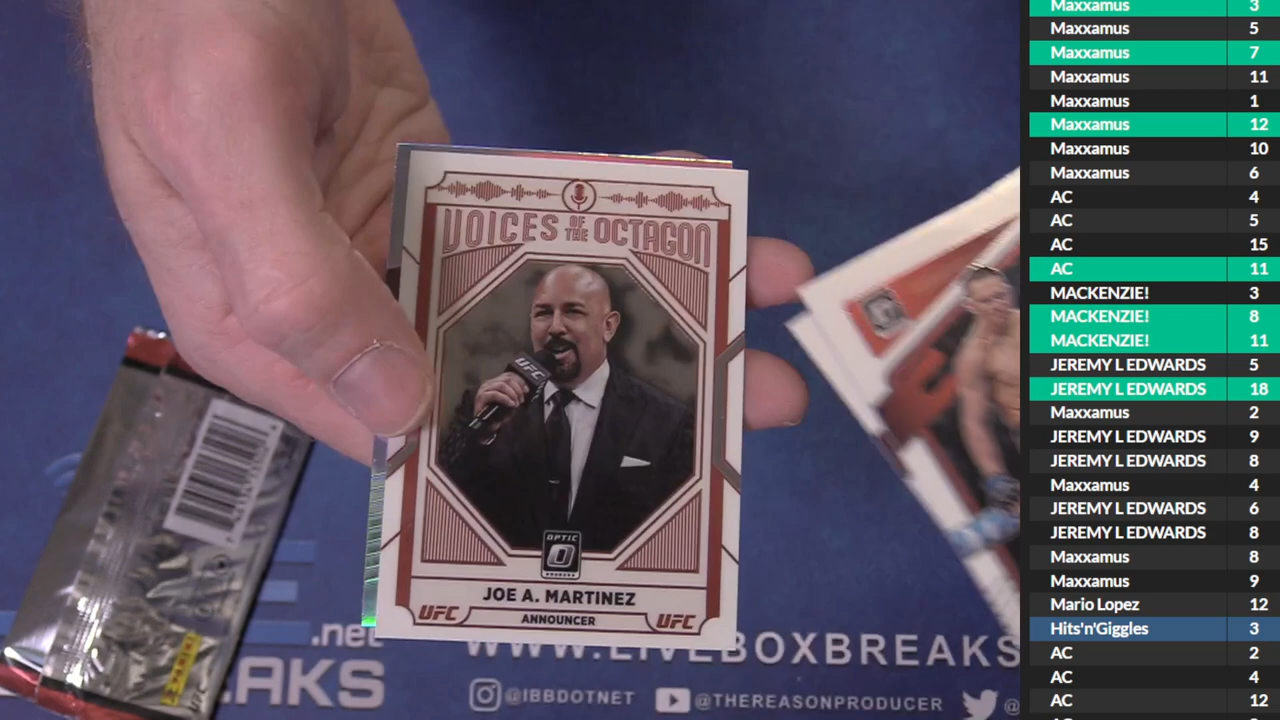 VOICES OF THE OCTAGON
UFC
OPTIC
JOE A. MARTINEZ
UFC ANNOUNCER UFC
.net
EAKS
WWW.LIVEBOXBREAKS
@IBBDOTNET @THEREASONPRODUCER @
PANINI
Maxxamus 3
Maxxamus 5
Maxxamus 7
Maxxamus 11
Maxxamus 1
Maxxamus 12
Maxxamus 10
Maxxamus 6
AC 4
AC 5
AC 15
AC 11
MACKENZIE! 3
MACKENZIE! 8
MACKENZIE! 11
JEREMY L EDWARDS 5
JEREMY L EDWARDS 18
Maxxamus 2
JEREMY L EDWARDS 9
JEREMY L EDWARDS 8
Maxxamus 4
JEREMY L EDWARDS 6
JEREMY L EDWARDS 8
Maxxamus 8
Maxxamus 9
Mario Lopez 12
Hits'n'Giggles 3
AC 2
AC 4
AC 12